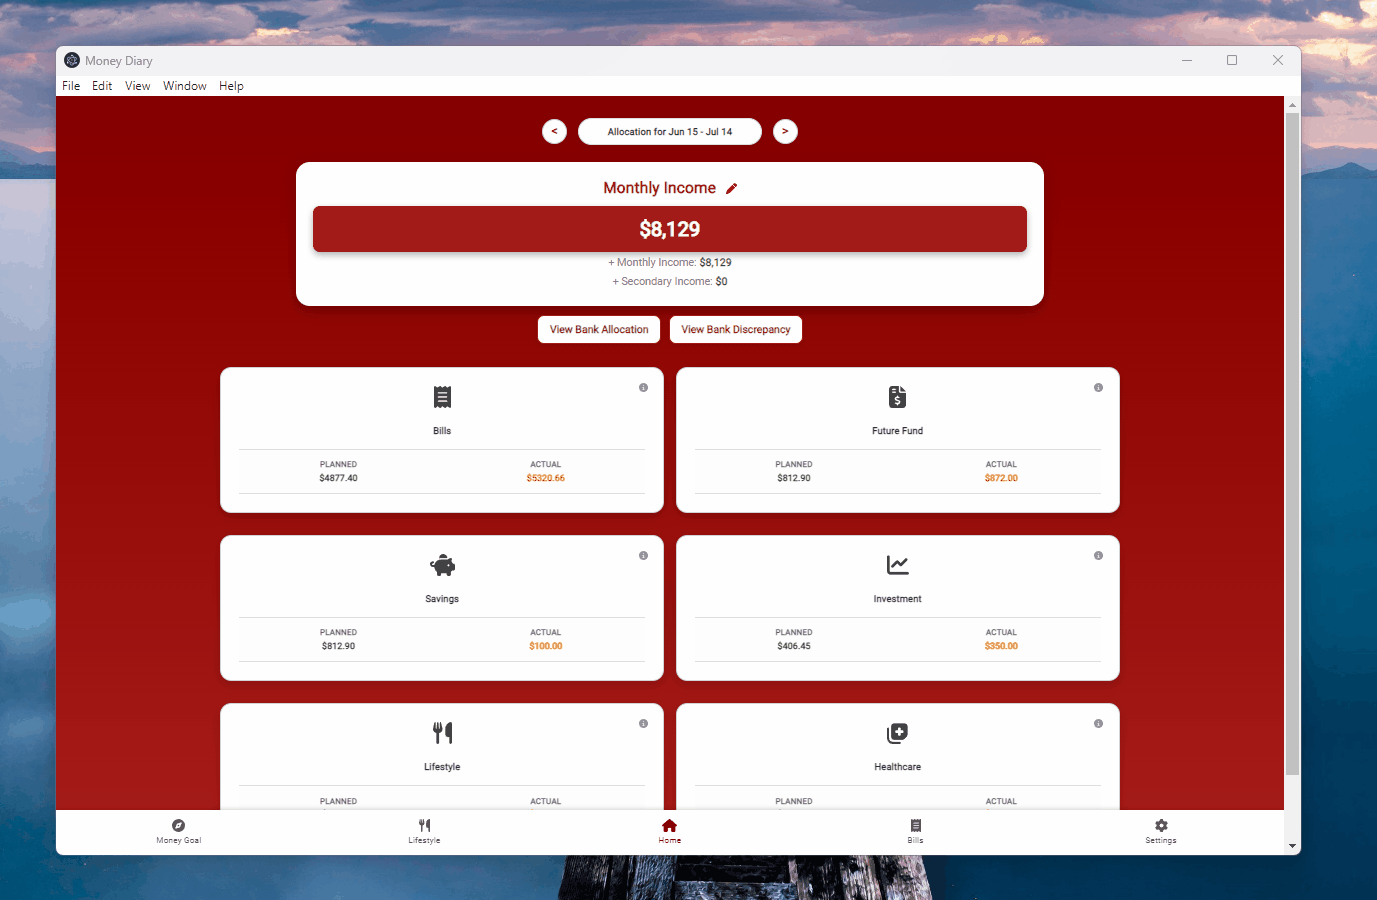 Money Diary
File Edit View Window Help
< Allocation for Jun 15 - Jul 14 >
Monthly Income
$8,129
+ Monthly Income: $8,129
+ Secondary Income: $0
View Bank Allocation View Bank Discrepancy
Bills
PLANNED ACTUAL
$4877.40 $5320.66
Future Fund
PLANNED ACTUAL
$812.90 $872.00
Savings
PLANNED ACTUAL
$812.90 $100.00
Investment
PLANNED ACTUAL
$406.45 $350.00
Lifestyle
PLANNED ACTUAL
Healthcare
PLANNED ACTUAL
Money Goal Lifestyle Home Bills Settings